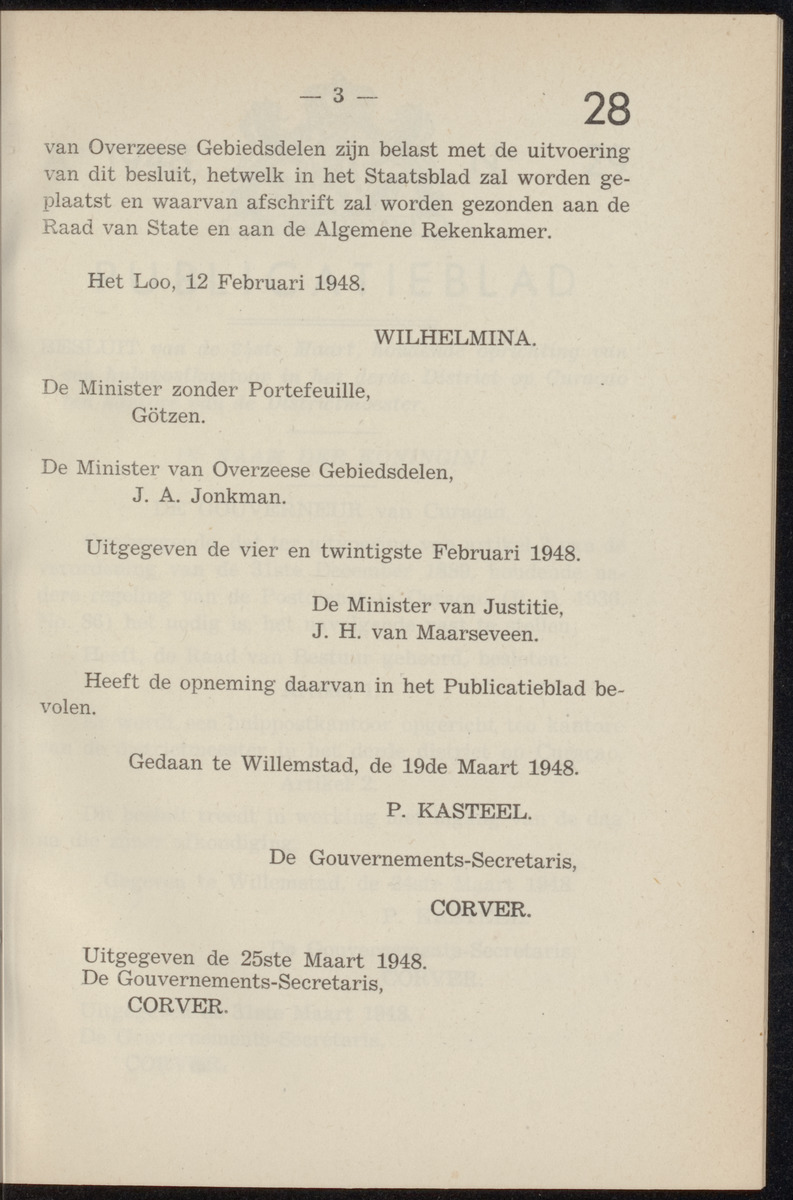 — 3 —
28
van Overzeese Gebiedsdelen zijn belast met de uitvoering
van dit besluit, hetwelk in het Staatsblad zal worden ge-
plaatst en waarvan afschrift zal worden gezonden aan de
Raad van State en aan de Algemene Rekenkamer.
Het Loo, 12 Februari 1948.
WILHELMINA.
De Minister zonder Portefeuille,
Götzen.
De Minister van Overzeese Gebiedsdelen,
J. A. Jonkman.
Uitgegeven de vier en twintigste Februari 1948.
De Minister van Justitie,
J. H. van Maarseveen.
Heeft de opneming daarvan in het Publicatieblad be-
volen.
Gedaan te Willemstad, de 19de Maart 1948.
P. KASTEEL.
De Gouvernements-Secretaris,
CORVER.
Uitgegeven de 25ste Maart 1948.
De Gouvernements-Secretaris,
CORVER.